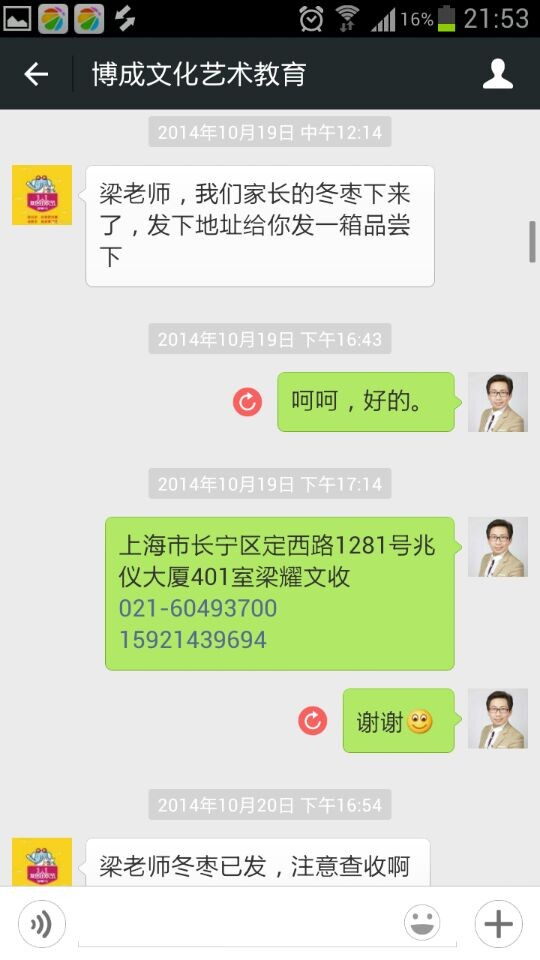 16% 21:53
博成文化艺术教育
2014年10月19日 中午12:14
梁老师，我们家长的冬枣下来
了，发下地址给你发一箱品尝
下
2014年10月19日 下午16:43
呵呵，好的。
2014年10月19日 下午17:14
上海市长宁区定西路1281号兆
仪大厦401室梁耀文收
021-60493700
15921439694
谢谢
2014年10月20日 下午16:54
梁老师冬枣已发，注意查收啊